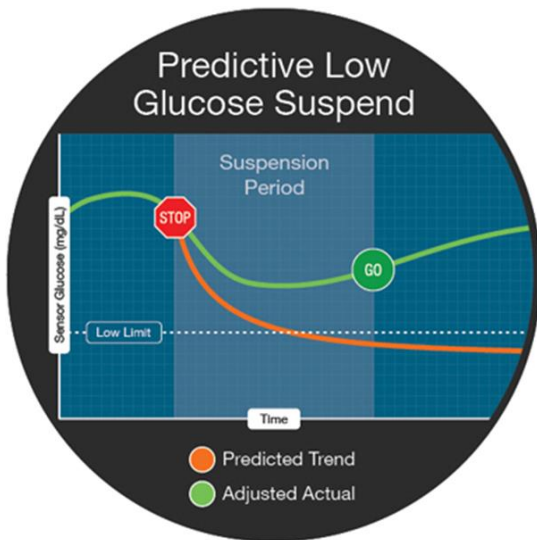 Predictive Low
Glucose Suspend
Suspension
Period
STOP
GO
Sensor Glucose (mg/dL)
Low Limit
Time
Predicted Trend
Adjusted Actual